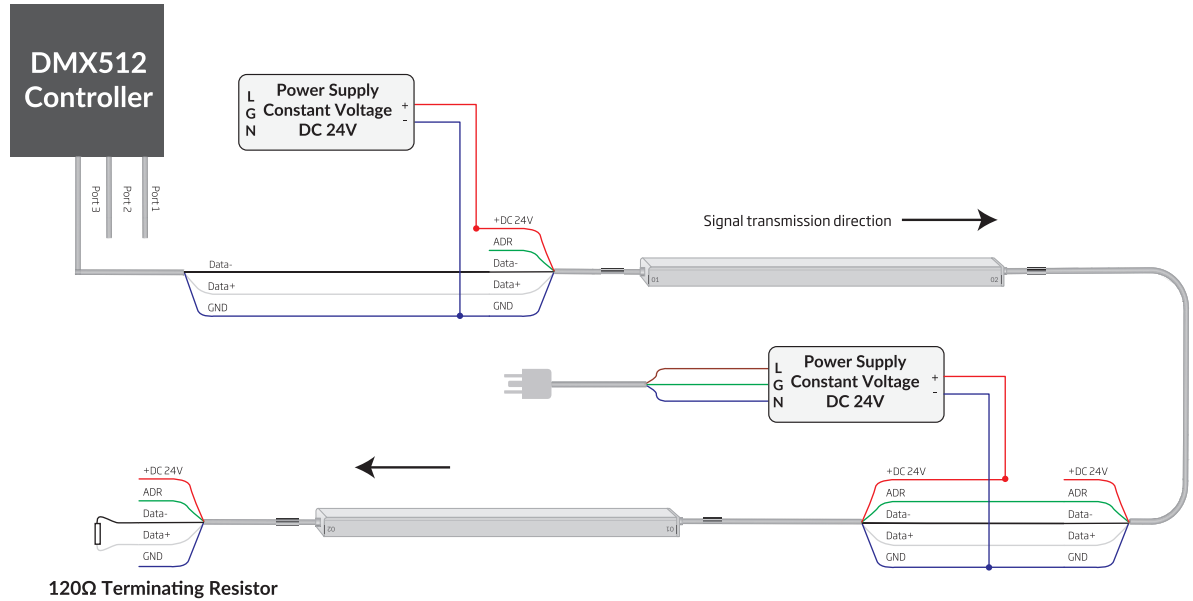 DMX512
Controller
Port 3
Port 2
Port 1
L
G
N
Power Supply
Constant Voltage
DC 24V
+
-
+DC 24V
ADR
Data-
Data+
GND
Data-
Data+
GND
Signal transmission direction
01
02
L
G
N
Power Supply
Constant Voltage
DC 24V
+
-
+DC 24V
ADR
Data-
Data+
GND
02
01
+DC 24V
ADR
Data-
Data+
GND
+DC 24V
ADR
Data-
Data+
GND
120Ω Terminating Resistor